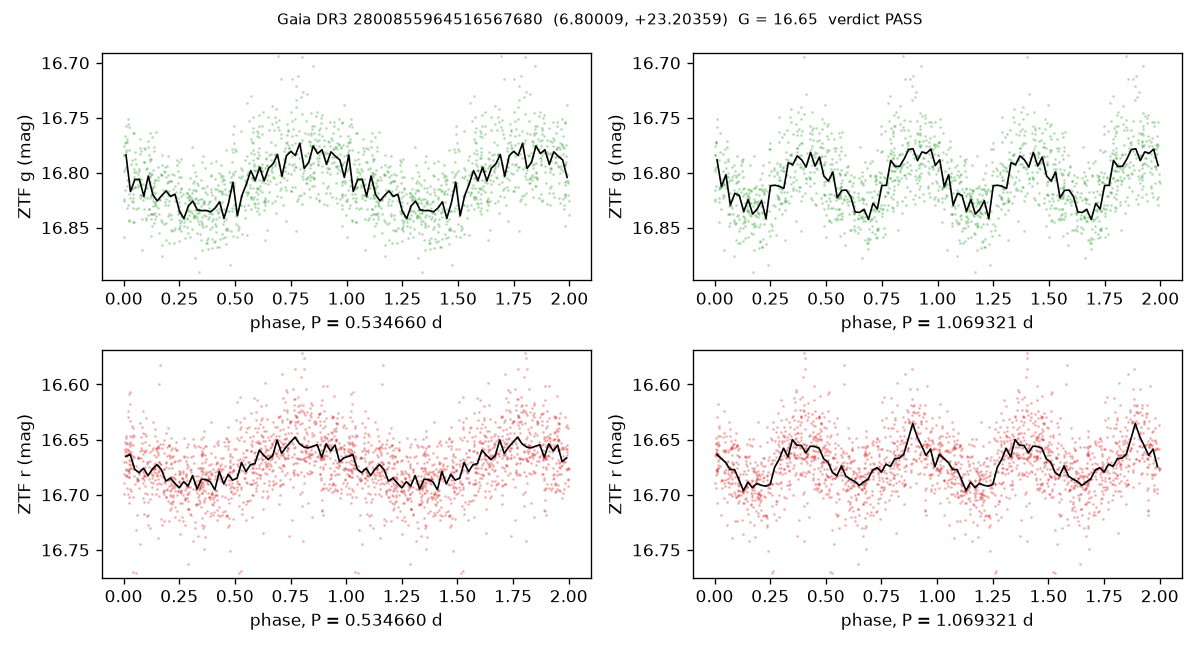 Gaia DR3 2800855964516567680  (6.80009, +23.20359)  G = 16.65  verdict PASS
ZTF g (mag)
16.70
16.75
16.80
16.85
0.00 0.25 0.50 0.75 1.00 1.25 1.50 1.75 2.00
phase, P = 0.534660 d
ZTF g (mag)
16.70
16.75
16.80
16.85
0.00 0.25 0.50 0.75 1.00 1.25 1.50 1.75 2.00
phase, P = 1.069321 d
ZTF r (mag)
16.60
16.65
16.70
16.75
0.00 0.25 0.50 0.75 1.00 1.25 1.50 1.75 2.00
phase, P = 0.534660 d
ZTF r (mag)
16.60
16.65
16.70
16.75
0.00 0.25 0.50 0.75 1.00 1.25 1.50 1.75 2.00
phase, P = 1.069321 d